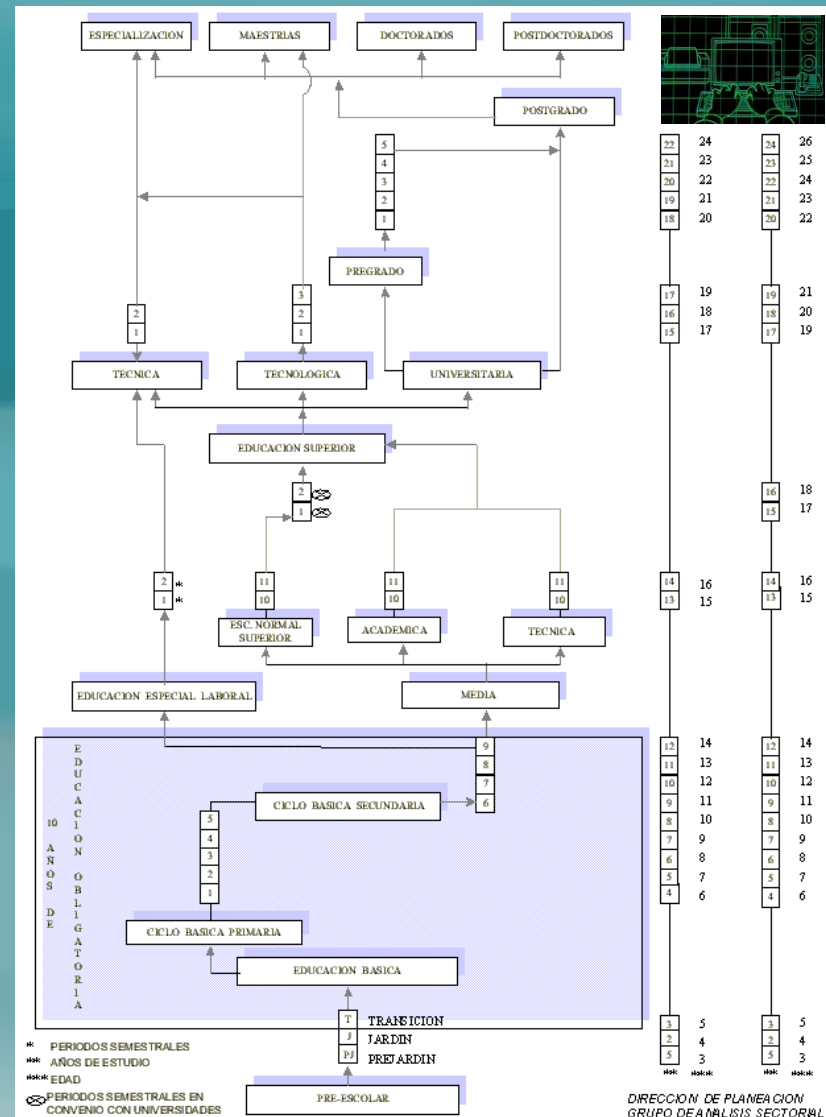 ESPECIALIZACION
MAESTRIAS
DOCTORADOS
POSTDOCTORADOS
POSTGRADO
5
4
3
2
1
PREGRADO
2
1
3
2
1
TECNICA
TECNOLOGICA
UNIVERSITARIA
EDUCACION SUPERIOR
2
1
2 *
1 *
11
10
11
10
11
10
ESC. NORMAL
SUPERIOR
ACADEMICA
TECNICA
EDUCACION ESPECIAL LABORAL
MEDIA
10 AÑOS DE
EDUCACION OBLIGATORIA
9
8
7
6
CICLO BASICA SECUNDARIA
5
4
3
2
1
CICLO BASICA PRIMARIA
EDUCACION BASICA
T TRANSICION
J JARDIN
PJ PREJARDIN
PRE-ESCOLAR
* PERIODOS SEMESTRALES
*** AÑOS DE ESTUDIO
**** EDAD
PERIODOS SEMESTRALES EN
CONVENIO CON UNIVERSIDADES
22 24
21 23
20 22
19 21
18 20
17 19
16 18
15 17
14 16
13 15
12 14
11 13
10 12
9 11
8 10
7 9
6 8
5 7
4 6
3 5
2 4
5 3
** ****
24 26
23 25
22 24
21 23
20 22
19 21
18 20
17 19
16 18
15 17
14 16
13 15
12 14
11 13
10 12
9 11
8 10
7 9
6 8
5 7
4 6
3 5
2 4
5 3
** ****
DIRECCION DE PLANEACION
GRUPO DE ANALISIS SECTORIAL